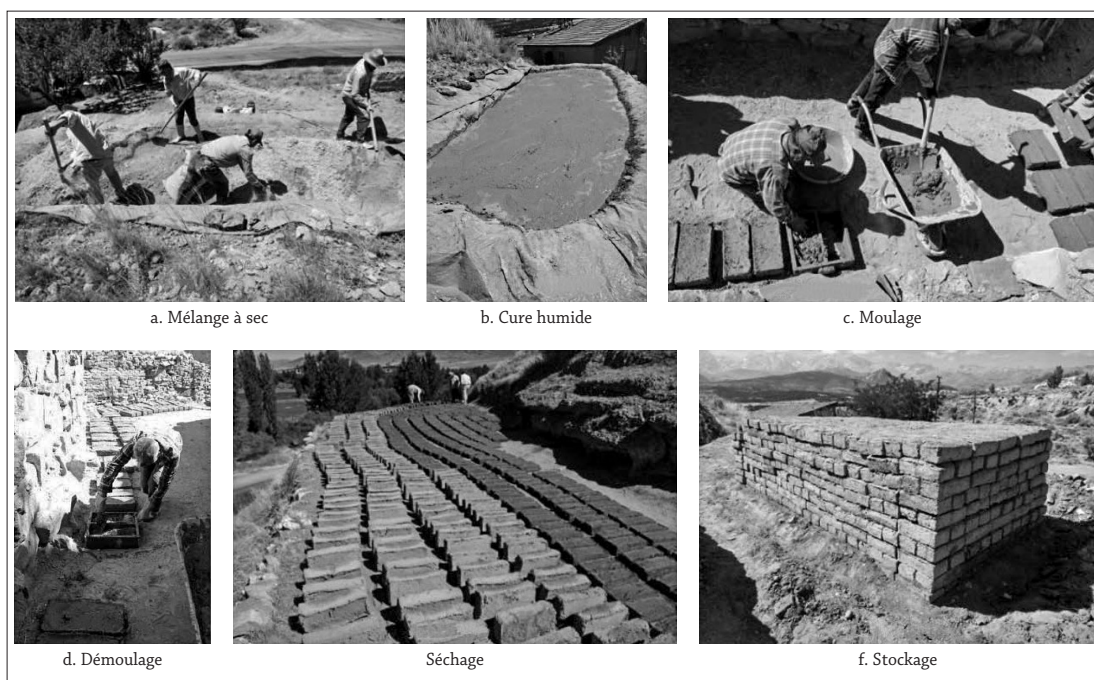 a. Mélange à sec
b. Cure humide
c. Moulage
d. Démoulage
Séchage
f. Stockage